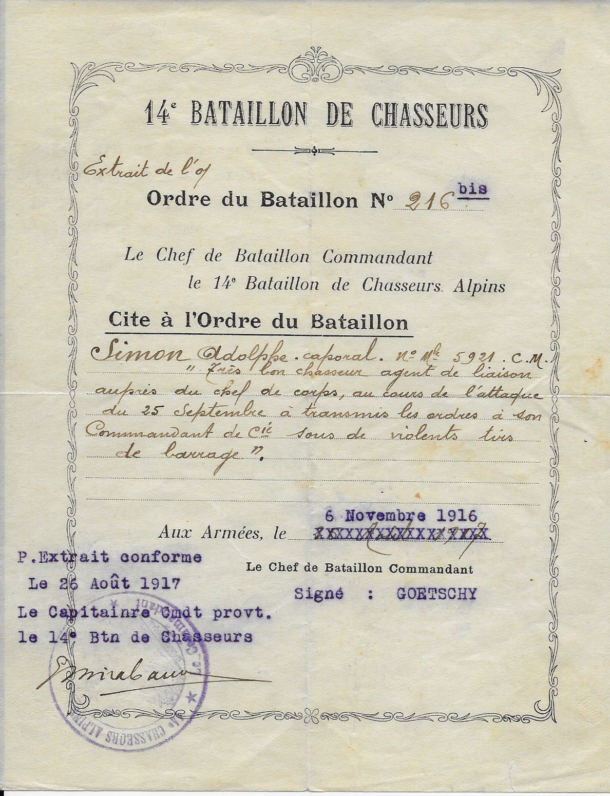 14e BATAILLON DE CHASSEURS
Extrait de l'o/
Ordre du Bataillon No 216 bis
Le Chef de Bataillon Commandant
le 14e Bataillon de Chasseurs Alpins
Cite à l'Ordre du Bataillon
Simon Adolphe. caporal. no Mle 5921. C.M.
" Très bon chasseur agent de liaison
auprès du chef de corps, au cours de l'attaque
du 25 Septembre à transmis les ordres à son
Commandant de Cie sous de violents tirs
de barrage ".
6 Novembre 1916
Aux Armées, le xxxxxxxxxxxxxxxxxx
P.Extrait conforme
Le Chef de Bataillon Commandant
Le 26 Août 1917
Signé : GOETSCHY
Le Capitainre Cmdt provt.
le 14e Btn de Chasseurs
CHASSEURS ALPINS
Le Commandant